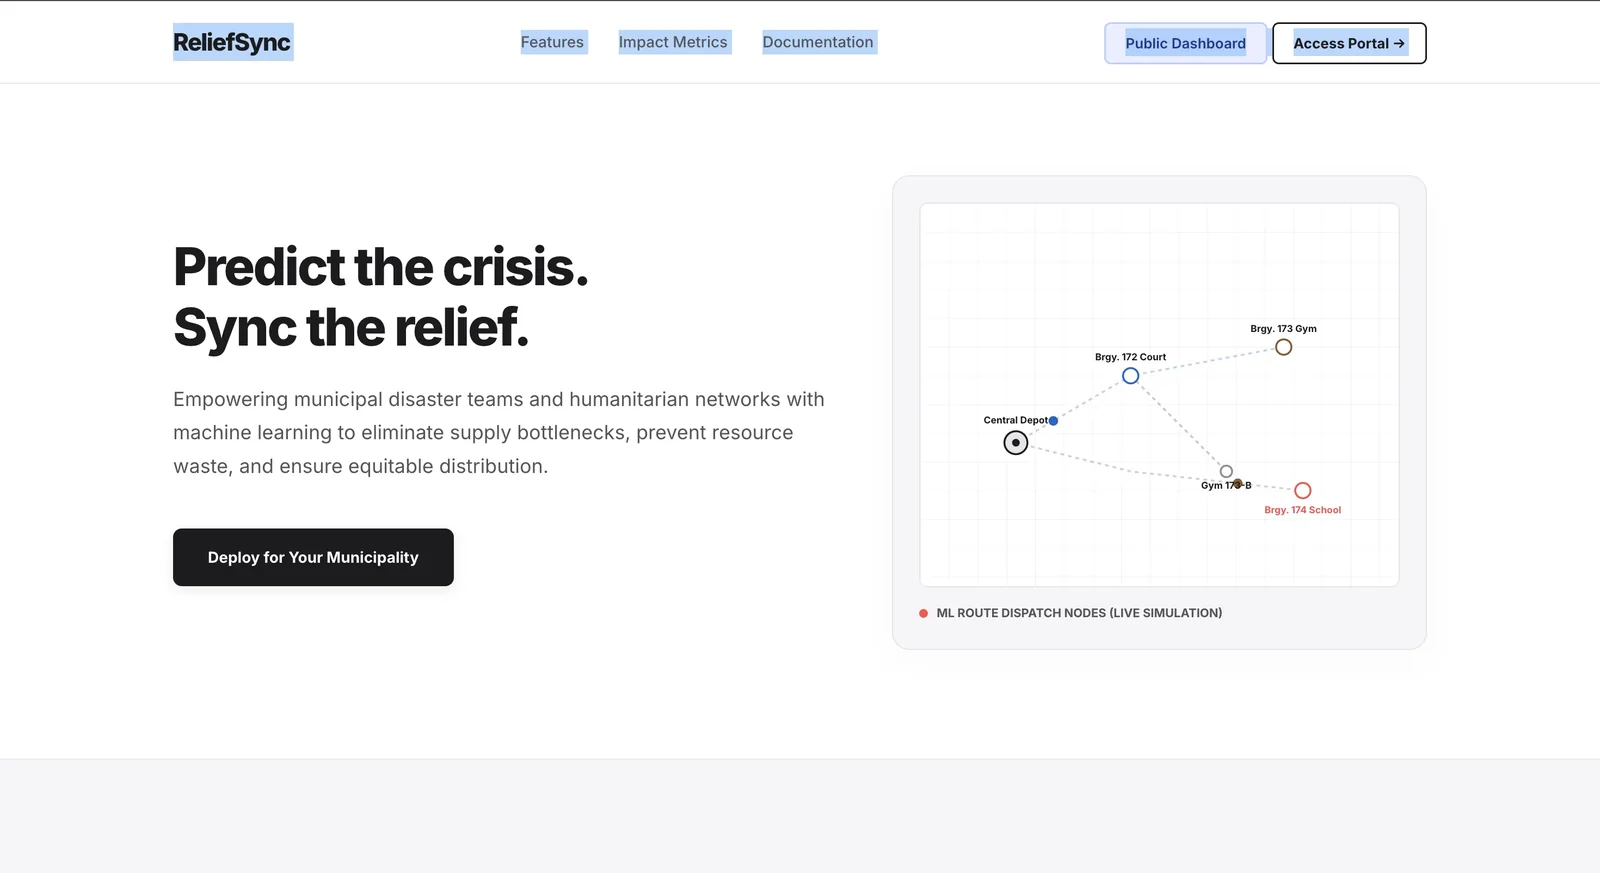 ReliefSync
Features
Impact Metrics
Documentation
Public Dashboard
Access Portal →
Predict the crisis.
Sync the relief.
Empowering municipal disaster teams and humanitarian networks with
machine learning to eliminate supply bottlenecks, prevent resource
waste, and ensure equitable distribution.
Deploy for Your Municipality
Brgy. 173 Gym
Brgy. 172 Court
Central Depot
Gym 173-B
Brgy. 174 School
ML ROUTE DISPATCH NODES (LIVE SIMULATION)